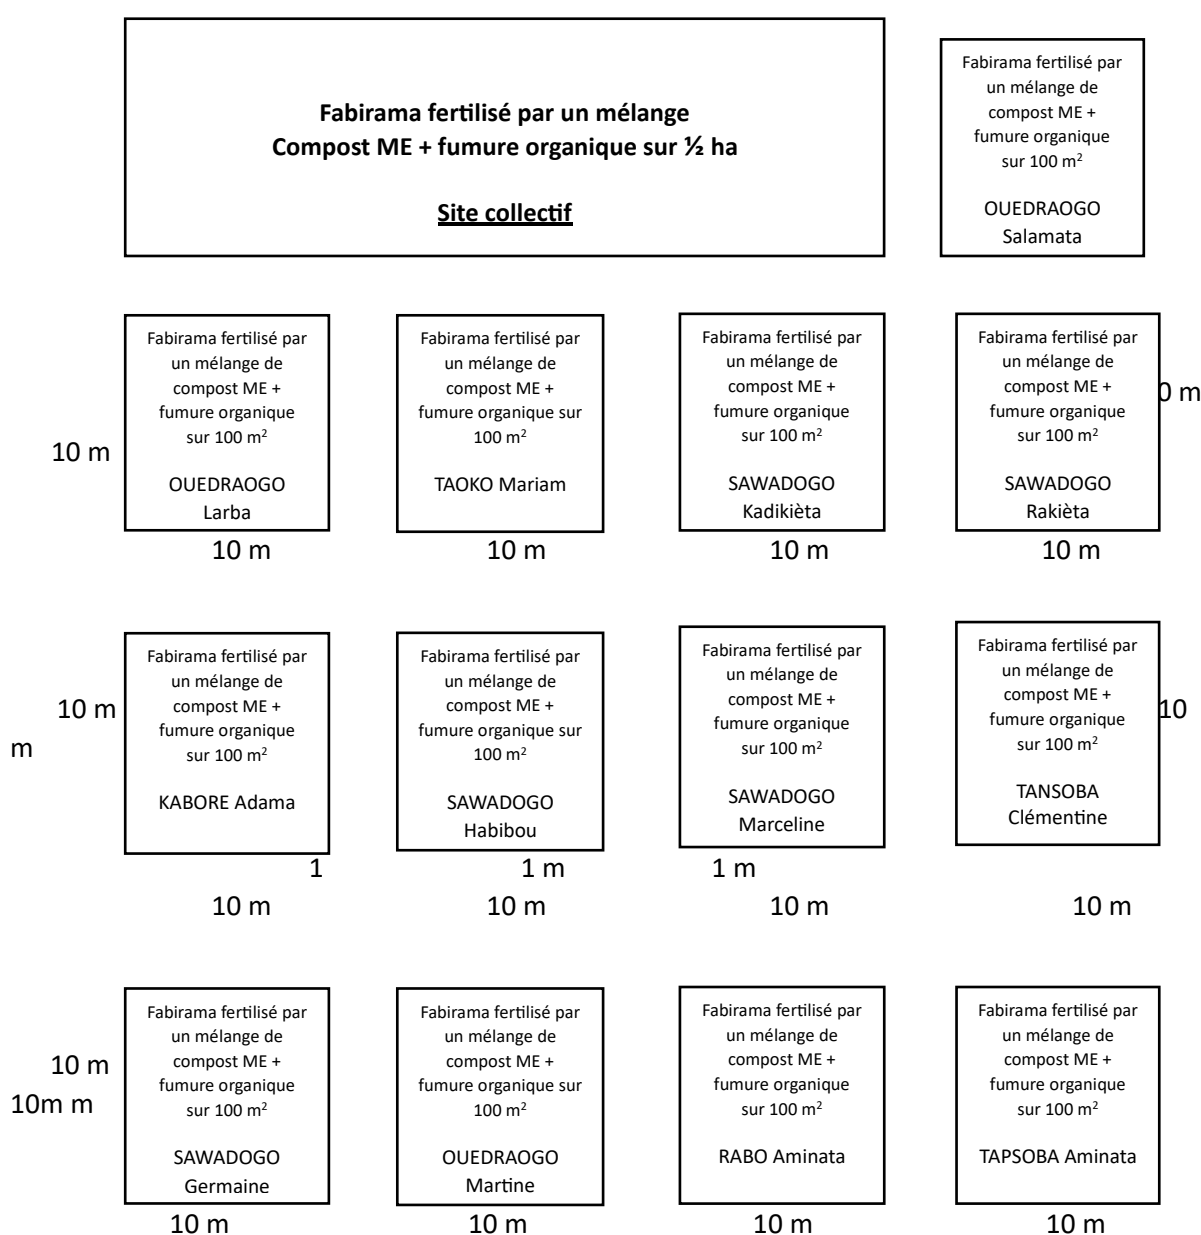 Fabirama fertilisé par un mélange
Compost ME + fumure organique sur ½ ha
Site collectif
Fabirama fertilisé par
un mélange de
compost ME +
fumure organique
sur 100 m²
OUEDRAOGO
Salamata
Fabirama fertilisé par
un mélange de
compost ME +
fumure organique
sur 100 m²
OUEDRAOGO
Larba
Fabirama fertilisé par
un mélange de
compost ME +
fumure organique sur
100 m²
TAOKO Mariam
Fabirama fertilisé par
un mélange de
compost ME +
fumure organique
sur 100 m²
SAWADOGO
Kadikièta
Fabirama fertilisé par
un mélange de
compost ME +
fumure organique
sur 100 m²
SAWADOGO
Rakièta
0 m
10 m
10 m
10 m
10 m
10 m
Fabirama fertilisé par
un mélange de
compost ME +
fumure organique
sur 100 m²
KABORE Adama
Fabirama fertilisé par
un mélange de
compost ME +
fumure organique sur
100 m²
SAWADOGO
Habibou
Fabirama fertilisé par
un mélange de
compost ME +
fumure organique
sur 100 m²
SAWADOGO
Marceline
Fabirama fertilisé par
un mélange de
compost ME +
fumure organique
sur 100 m²
TANSOBA
Clémentine
10 m
10
m
1
1 m
1 m
10 m
10 m
10 m
10 m
Fabirama fertilisé par
un mélange de
compost ME +
fumure organique
sur 100 m²
SAWADOGO
Germaine
Fabirama fertilisé par
un mélange de
compost ME +
fumure organique sur
100 m²
OUEDRAOGO
Martine
Fabirama fertilisé par
un mélange de
compost ME +
fumure organique
sur 100 m²
RABO Aminata
Fabirama fertilisé par
un mélange de
compost ME +
fumure organique
sur 100 m²
TAPSOBA Aminata
10 m
10m m
10 m
10 m
10 m
10 m